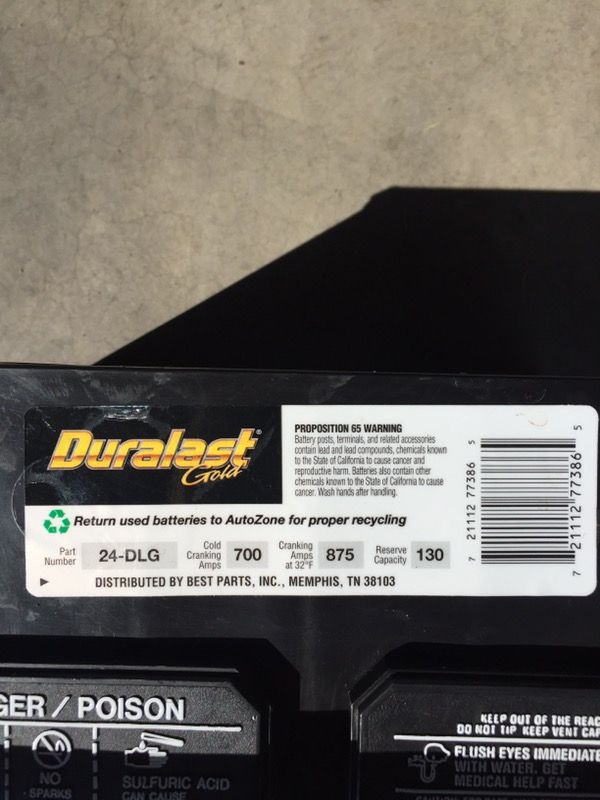 Duralast®
Gold
PROPOSITION 65 WARNING
Battery posts, terminals, and related accessories
contain lead and lead compounds, chemicals known
to the State of California to cause cancer and
reproductive harm. Batteries also contain other
chemicals known to the State of California to cause
cancer. Wash hands after handling.
7 21112 77386 5
7 21112 77386 5
Return used batteries to AutoZone for proper recycling
Part Number 24-DLG Cold Cranking Amps 700 Cranking Amps at 32°F 875 Reserve Capacity 130
DISTRIBUTED BY BEST PARTS, INC., MEMPHIS, TN 38103
GER / POISON
NO
SPARKS
SULFURIC ACID
CAN CAUSE
KEEP OUT OF THE REAC
DO NOT TIP KEEP VENT CAP
FLUSH EYES IMMEDIATE
WITH WATER. GET
MEDICAL HELP FAST